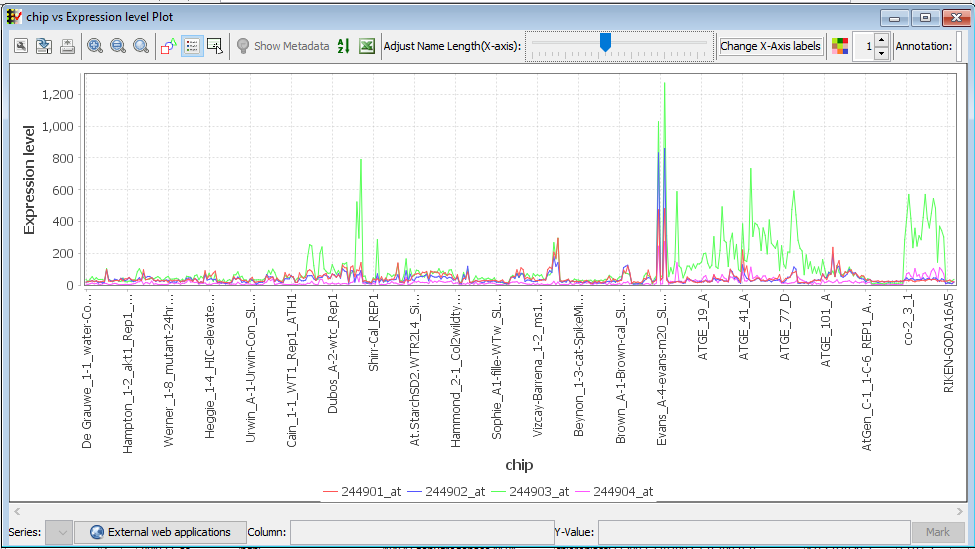 chip vs Expression level Plot
Show Metadata
Adjust Name Length(X-axis):
Change X-Axis labels
1
Annotation:
Expression level
1,200
1,000
800
600
400
200
0
De Grauwe_1-1_water-Co...
Hampton_1-2_akt1_Rep1_...
Werner_1-8_mutant-24hr...
Heggie_1-4_HIC-elevate...
Urwin_A-1-Urwin-Con_SL...
Cain_1-1_WT1_Rep1_ATH1
Dubos_A-2-wtc_Rep1
Shirr-Cal_REP1
At.StarchSD2.WTR2L4_Si...
Hammond_2-1_Col2wildty...
Sophie_A1-fille-WTw_SL...
Vizcay-Barrena_1-2_ms1...
Beynon_1-3-cat-SpikeMi...
Brown_A-1-Brown-cal_SL...
Evans_A-4-evans-m20_SL...
ATGE_19_A
ATGE_41_A
ATGE_77_D
ATGE_101_A
AtGen_C-1_1-C-6_REP1_A...
co-2_3_1
RIKEN-GODA16A5
chip
244901_at 244902_at 244903_at 244904_at
Series:
External web applications
Column:
Y-Value:
Mark